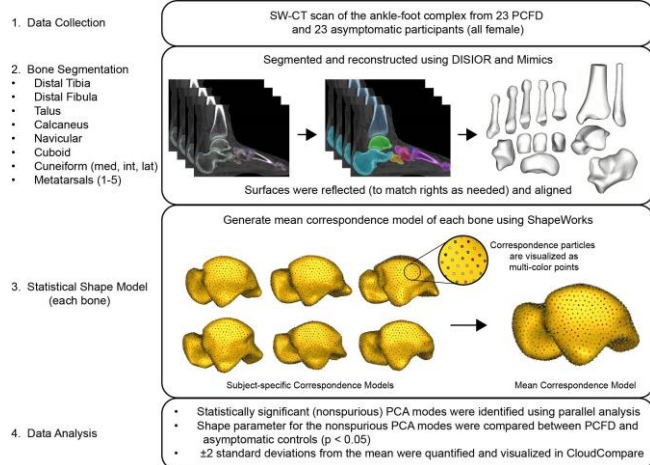 1. Data Collection
SW-CT scan of the ankle-foot complex from 23 PCFD
and 23 asymptomatic participants (all female)
2. Bone Segmentation
• Distal Tibia
• Distal Fibula
• Talus
• Calcaneus
• Navicular
• Cuboid
• Cuneiform (med, int, lat)
• Metatarsals (1-5)
Segmented and reconstructed using DISIOR and Mimics
Surfaces were reflected (to match rights as needed) and aligned
3. Statistical Shape Model
(each bone)
Generate mean correspondence model of each bone using ShapeWorks
Correspondence particles
are visualized as
multi-color points
Subject-specific Correspondence Models
Mean Correspondence Model
4. Data Analysis
• Statistically significant (nonspurious) PCA modes were identified using parallel analysis
• Shape parameter for the nonspurious PCA modes were compared between PCFD and
asymptomatic controls (p < 0.05)
• ±2 standard deviations from the mean were quantified and visualized in CloudCompare